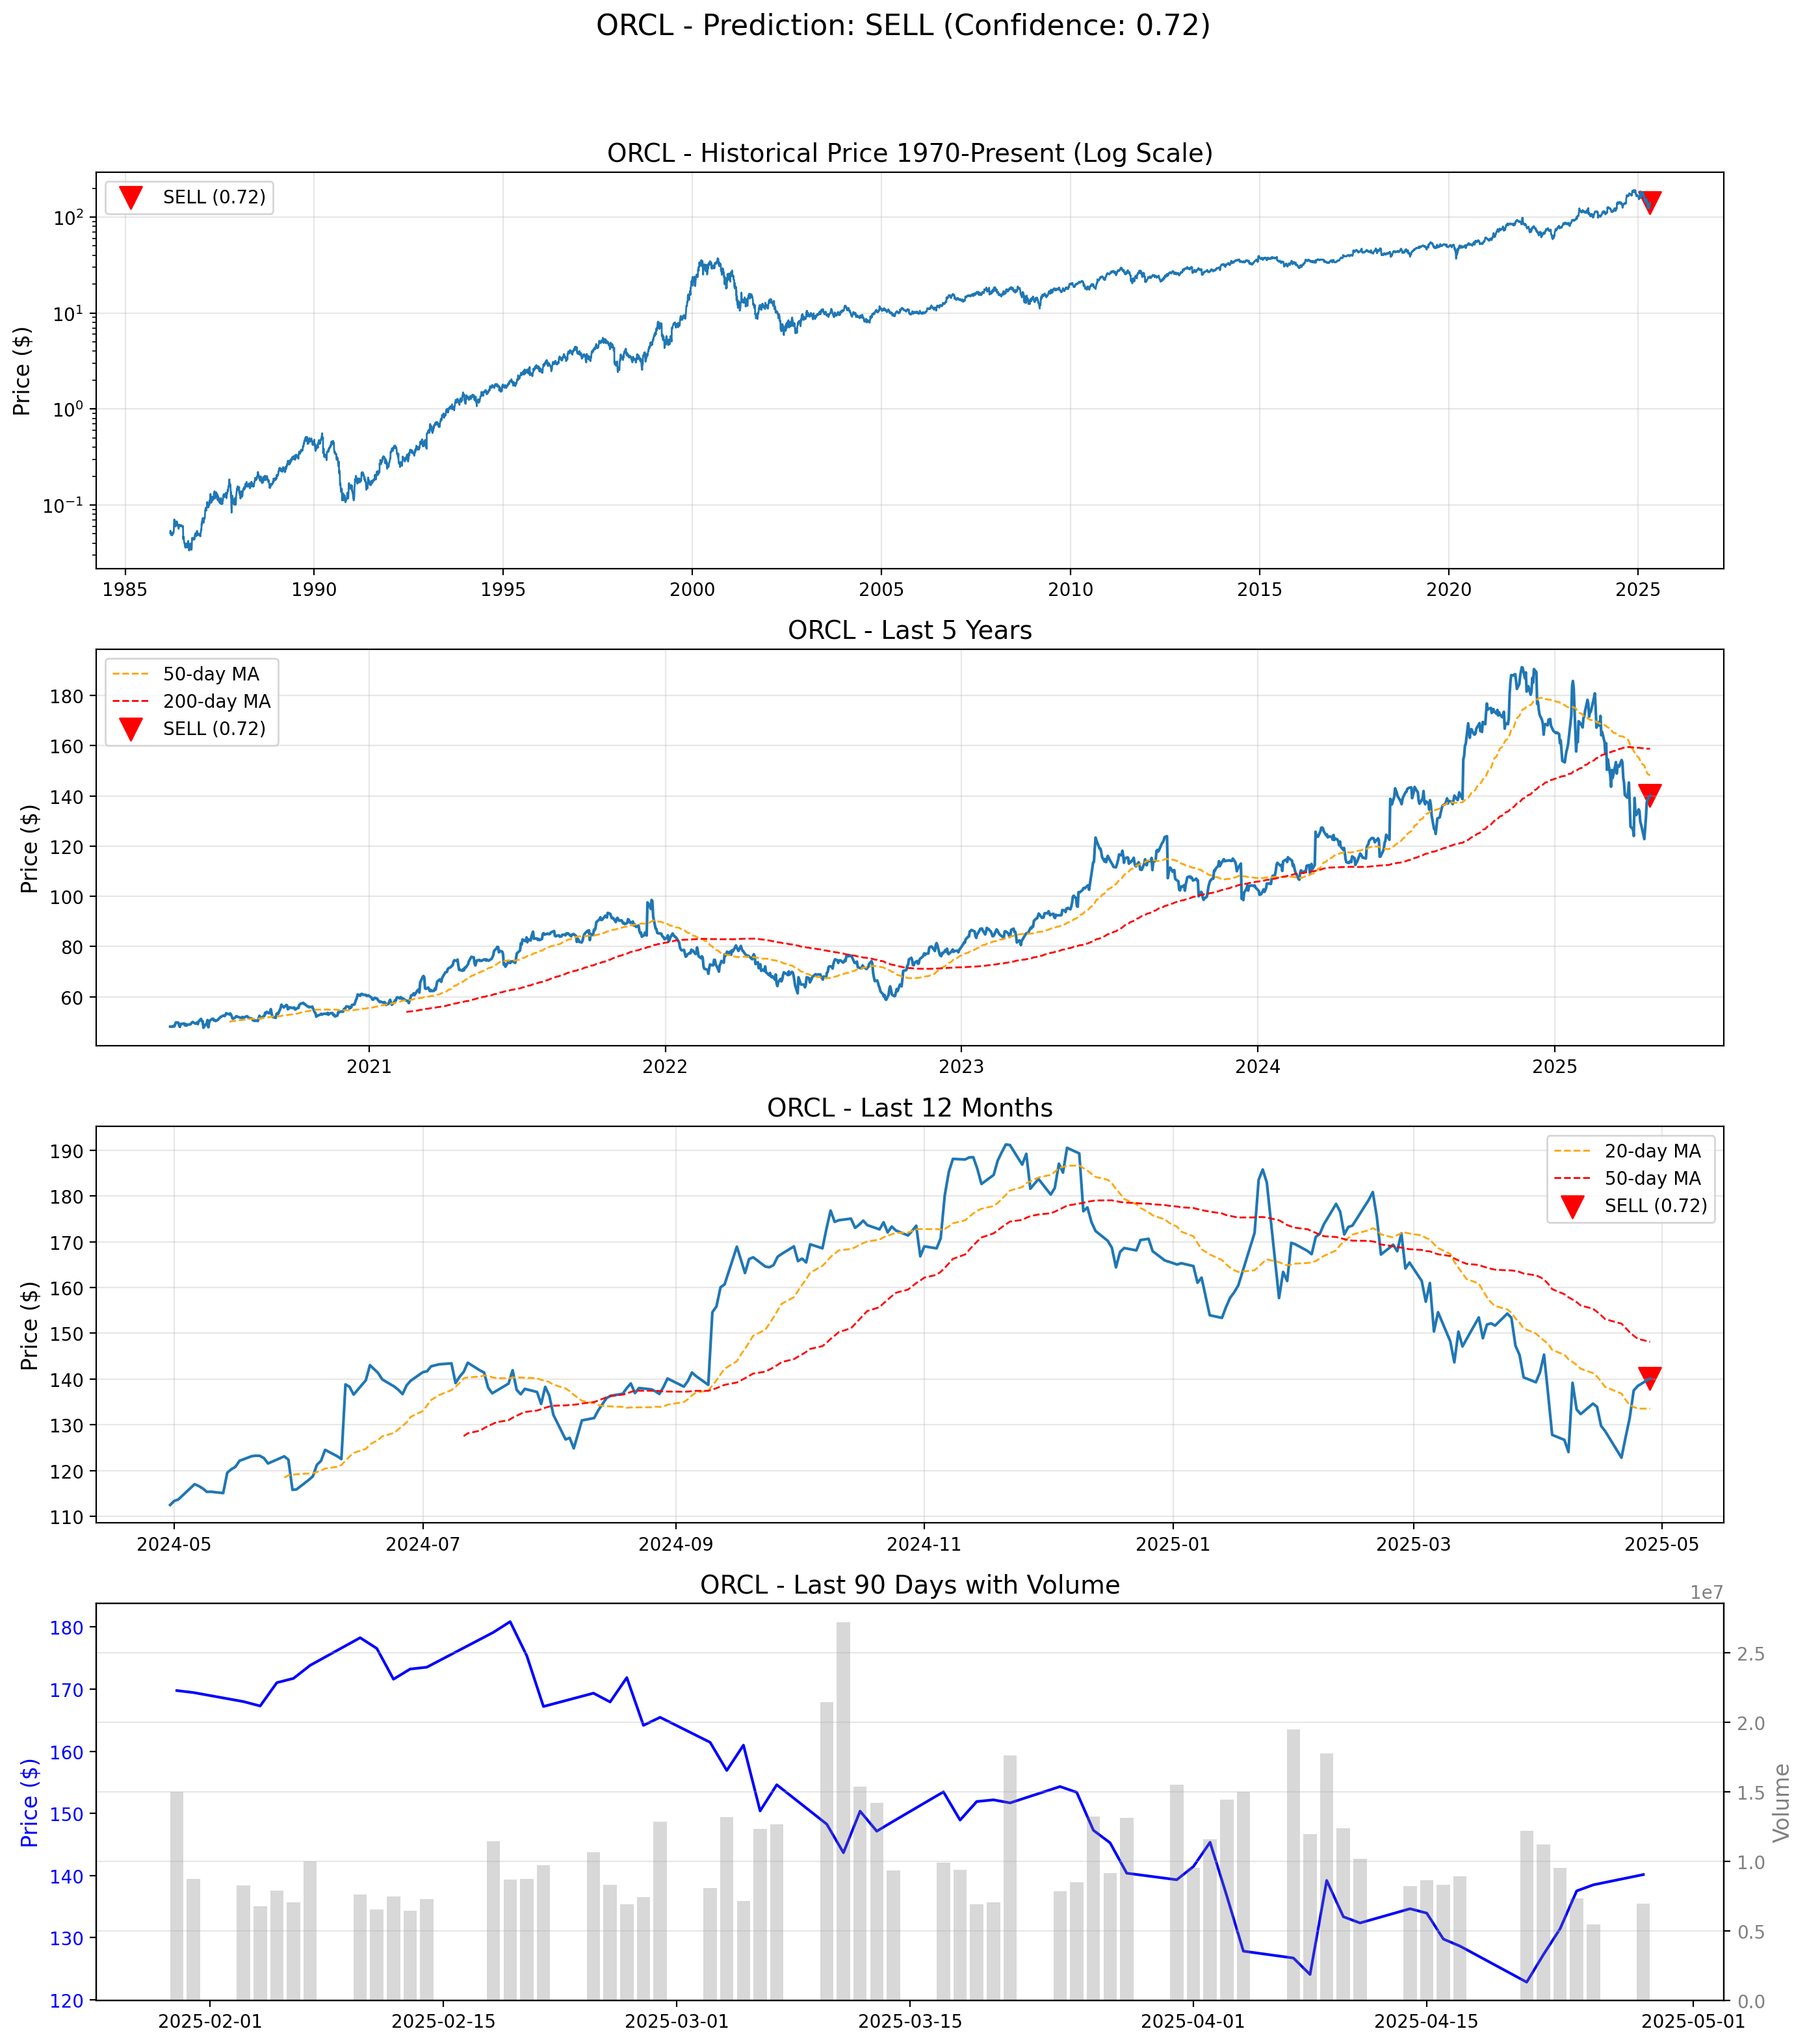 ORCL - Prediction: SELL (Confidence: 0.72)
ORCL - Historical Price 1970-Present (Log Scale)
SELL (0.72)
Price ($)
10²
10¹
10⁰
10⁻¹
1985 1990 1995 2000 2005 2010 2015 2020 2025
ORCL - Last 5 Years
50-day MA
200-day MA
SELL (0.72)
Price ($)
180
160
140
120
100
80
60
2021 2022 2023 2024 2025
ORCL - Last 12 Months
20-day MA
50-day MA
SELL (0.72)
Price ($)
190
180
170
160
150
140
130
120
110
2024-05 2024-07 2024-09 2024-11 2025-01 2025-03 2025-05
ORCL - Last 90 Days with Volume
1e7
Price ($)
180
170
160
150
140
130
120
2.5
2.0
1.5
1.0
0.5
0.0
Volume
2025-02-01 2025-02-15 2025-03-01 2025-03-15 2025-04-01 2025-04-15 2025-05-01